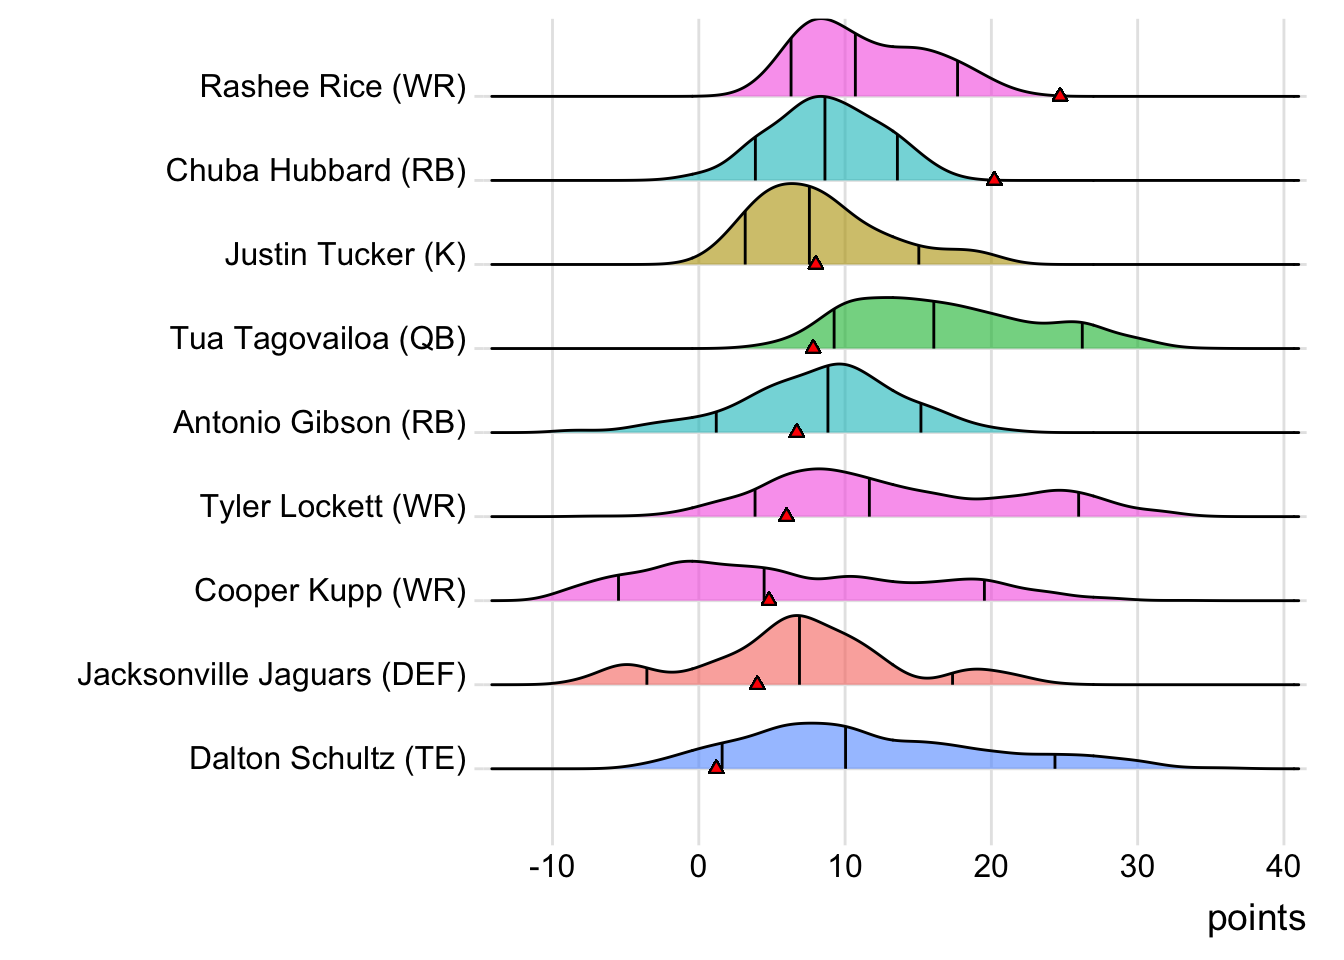 Rashee Rice (WR)
Chuba Hubbard (RB)
Justin Tucker (K)
Tua Tagovailoa (QB)
Antonio Gibson (RB)
Tyler Lockett (WR)
Cooper Kupp (WR)
Jacksonville Jaguars (DEF)
Dalton Schultz (TE)
-10 0 10 20 30 40
points